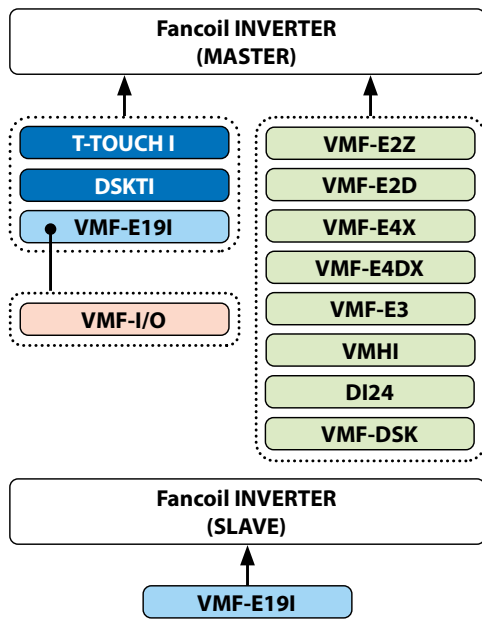 Fancoil INVERTER
(MASTER)
T-TOUCH I
DSKTI
VMF-E19I
VMF-I/O
VMF-E2Z
VMF-E2D
VMF-E4X
VMF-E4DX
VMF-E3
VMHI
DI24
VMF-DSK
Fancoil INVERTER
(SLAVE)
VMF-E19I